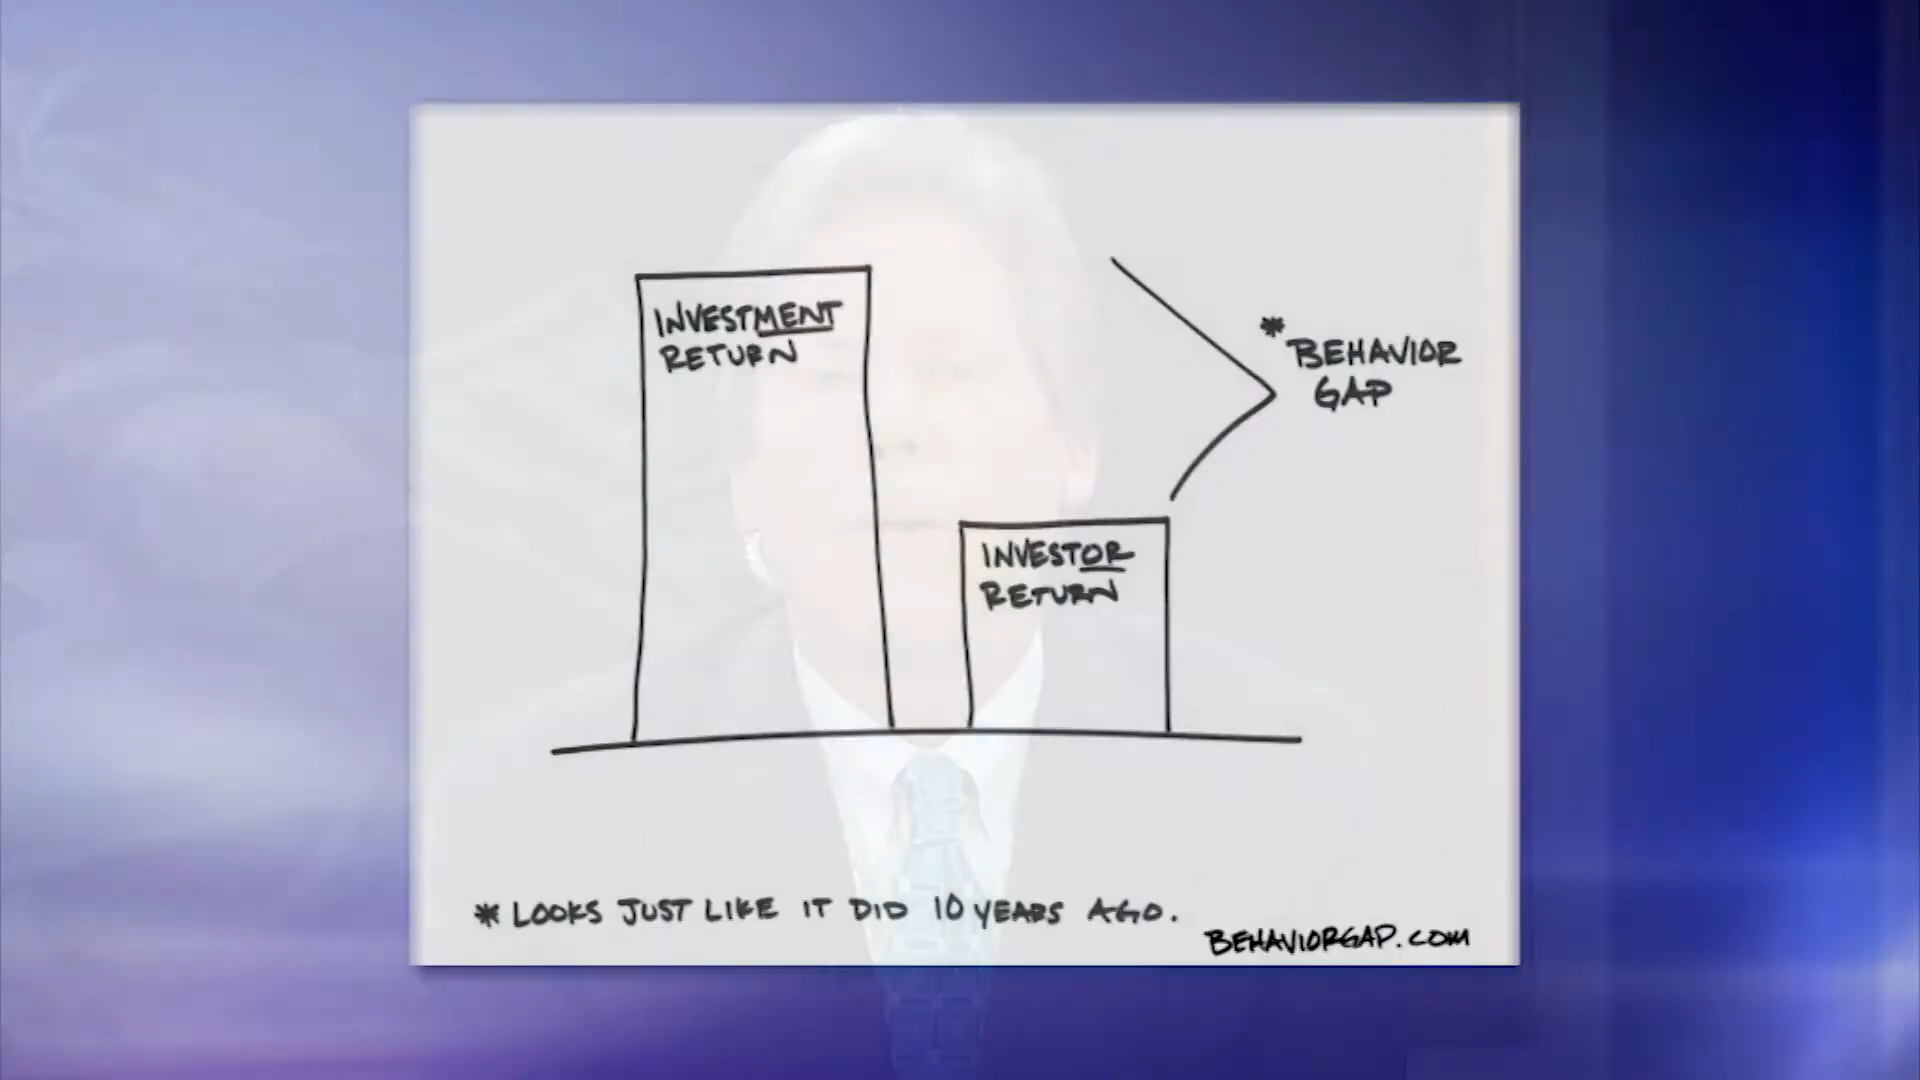 INVESTMENT
RETURN
* BEHAVIOR
GAP
INVESTOR
RETURN
* LOOKS JUST LIKE IT DID 10 YEARS AGO.
BEHAVIORGAP.COM